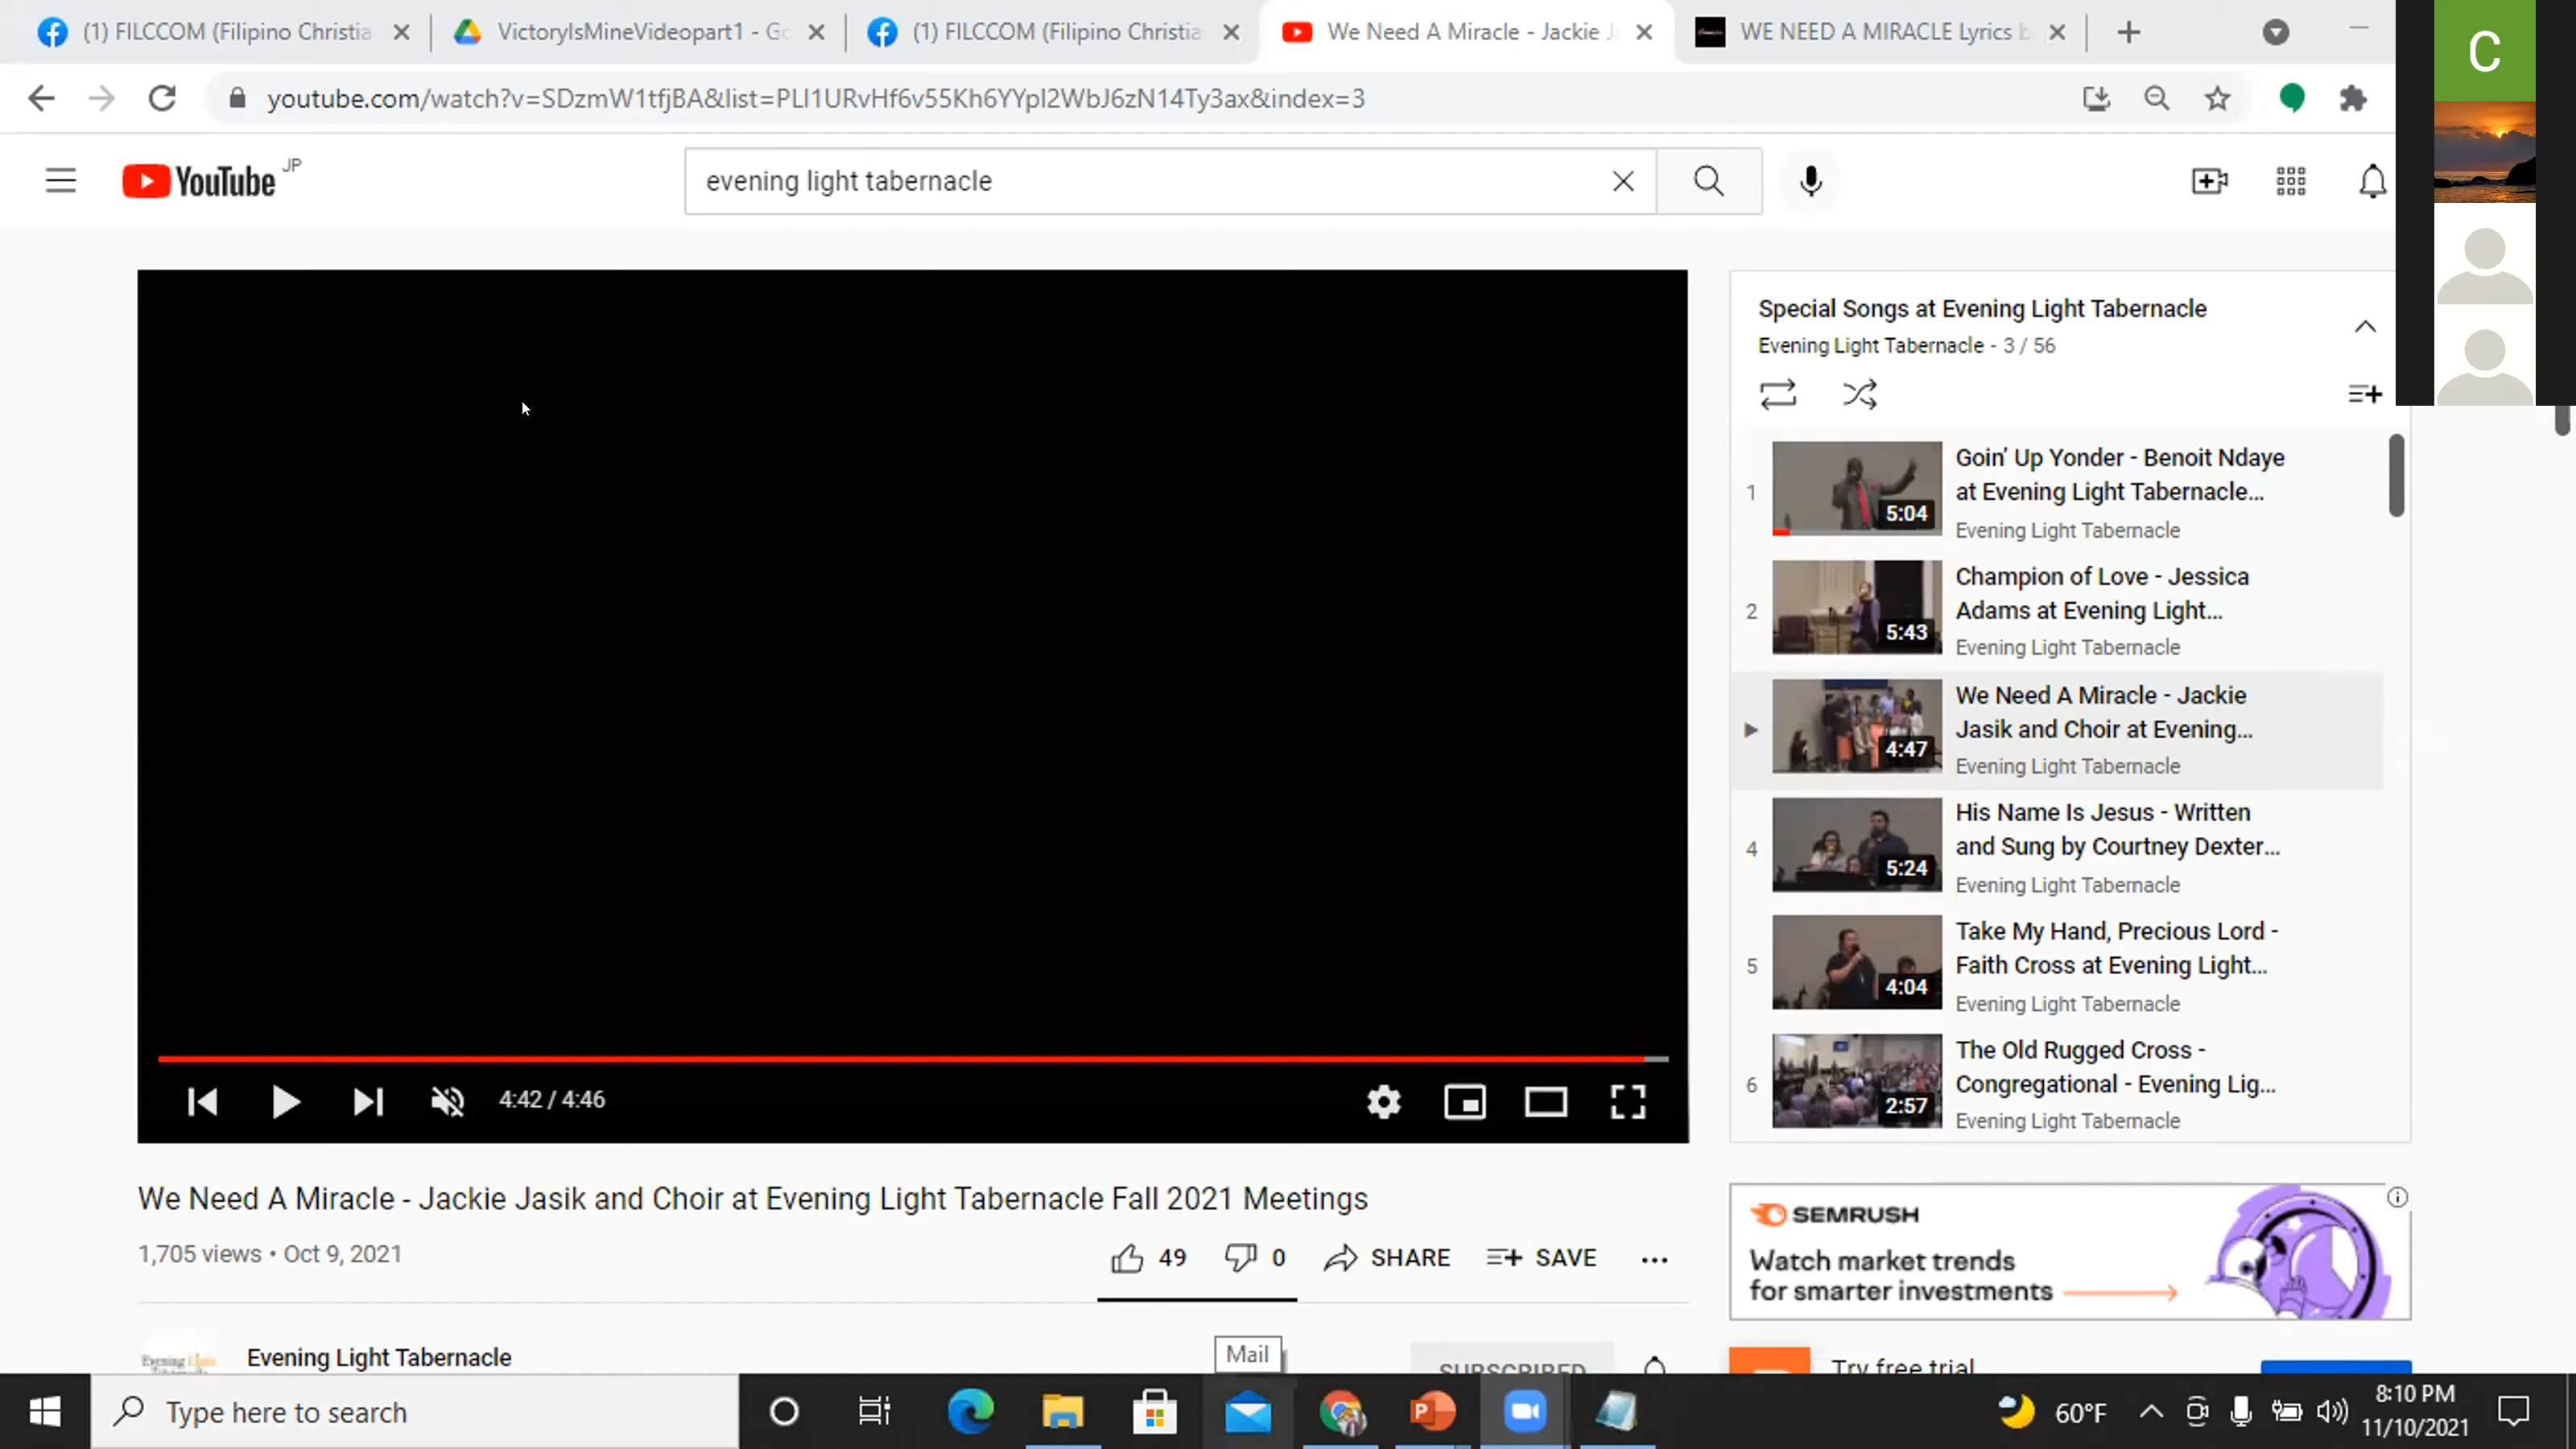 (1) FILCCOM (Filipino Christia
VictoryIsMineVideopart1 - Go
(1) FILCCOM (Filipino Christia
We Need A Miracle - Jackie J
WE NEED A MIRACLE Lyrics b
C
youtube.com/watch?v=SDzmW1tfjBA&list=PLl1URvHf6v55Kh6YYpl2WbJ6zN14Ty3ax&index=3
YouTube JP
evening light tabernacle
Special Songs at Evening Light Tabernacle
Evening Light Tabernacle - 3 / 56
1
5:04
Goin’ Up Yonder - Benoit Ndaye
at Evening Light Tabernacle...
Evening Light Tabernacle
2
5:43
Champion of Love - Jessica
Adams at Evening Light...
Evening Light Tabernacle
4:47
We Need A Miracle - Jackie
Jasik and Choir at Evening...
Evening Light Tabernacle
4
5:24
His Name Is Jesus - Written
and Sung by Courtney Dexter...
Evening Light Tabernacle
5
4:04
Take My Hand, Precious Lord -
Faith Cross at Evening Light...
Evening Light Tabernacle
6
2:57
The Old Rugged Cross -
Congregational - Evening Lig...
Evening Light Tabernacle
4:42 / 4:46
We Need A Miracle - Jackie Jasik and Choir at Evening Light Tabernacle Fall 2021 Meetings
1,705 views • Oct 9, 2021
49
0
SHARE
SAVE
SEMRUSH
Watch market trends
for smarter investments
Evening Light
Evening Light Tabernacle
Mail
SUBSCRIBED
Try free trial
Type here to search
60°F
8:10 PM
11/10/2021